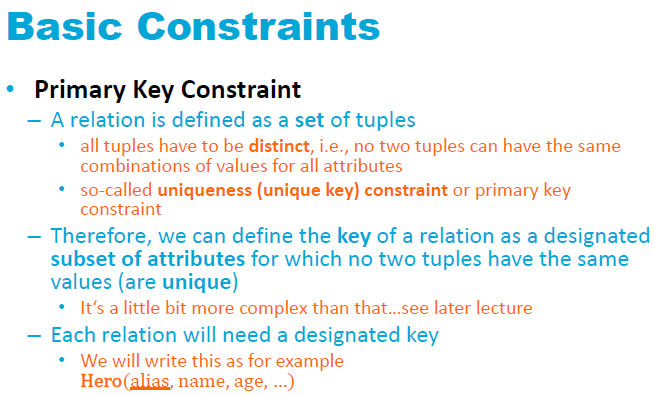 Basic Constraints
• Primary Key Constraint
– A relation is defined as a set of tuples
• all tuples have to be distinct, i.e., no two tuples can have the same
combinations of values for all attributes
• so-called uniqueness (unique key) constraint or primary key
constraint
– Therefore, we can define the key of a relation as a designated
subset of attributes for which no two tuples have the same
values (are unique)
• It‘s a little bit more complex than that…see later lecture
– Each relation will need a designated key
• We will write this as for example
Hero(alias, name, age, …)